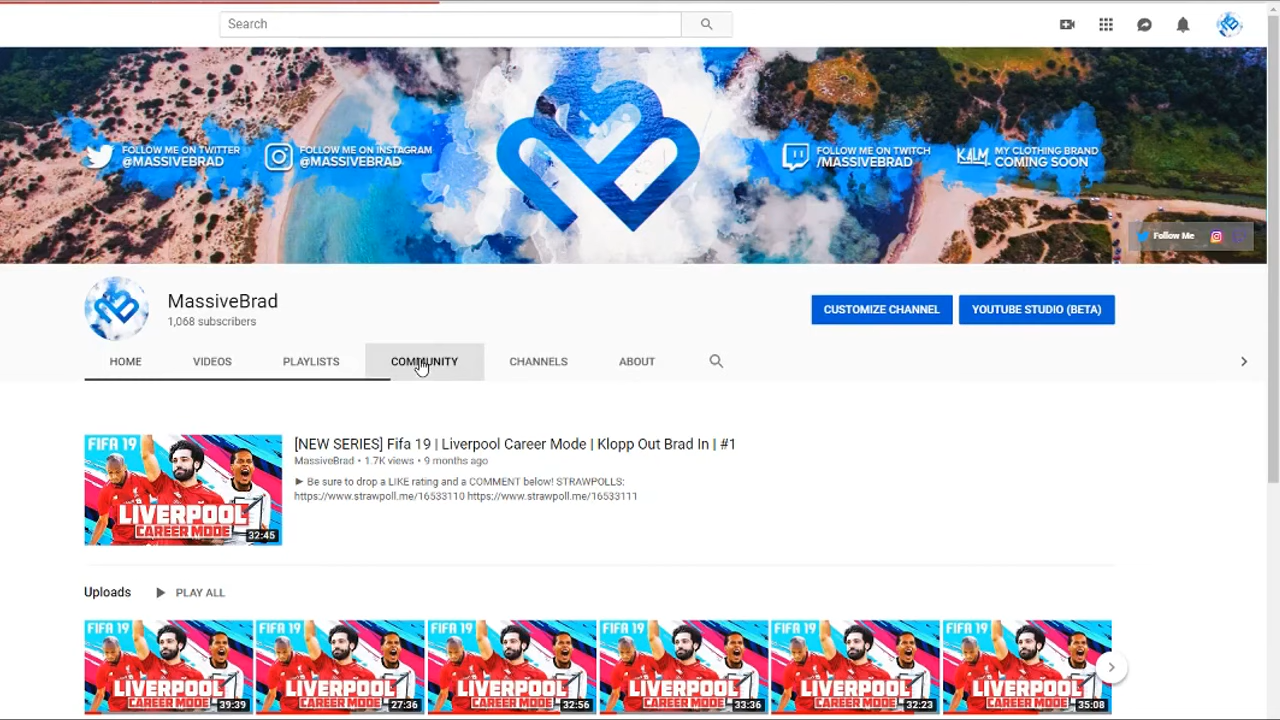 Search
FOLLOW ME ON TWITTER
@MASSIVEBRAD
FOLLOW ME ON INSTAGRAM
@MASSIVEBRAD
FOLLOW ME ON TWITCH
/MASSIVEBRAD
KALM.
MY CLOTHING BRAND
COMING SOON
Follow Me
MassiveBrad
1,068 subscribers
CUSTOMIZE CHANNEL
YOUTUBE STUDIO (BETA)
HOME
VIDEOS
PLAYLISTS
COMMUNITY
CHANNELS
ABOUT
FIFA 19
LIVERPOOL
CAREER MODE
32:45
[NEW SERIES] Fifa 19 | Liverpool Career Mode | Klopp Out Brad In | #1
MassiveBrad • 1.7K views • 9 months ago
► Be sure to drop a LIKE rating and a COMMENT below! STRAWPOLLS:
https://www.strawpoll.me/16533110 https://www.strawpoll.me/16533111
Uploads
PLAY ALL
FIFA 19
LIVERPOOL
CAREER MODE
39:39
FIFA 19
LIVERPOOL
CAREER MODE
27:36
FIFA 19
LIVERPOOL
CAREER MODE
32:56
FIFA 19
LIVERPOOL
CAREER MODE
33:36
FIFA 19
LIVERPOOL
CAREER MODE
32:23
FIFA 19
LIVERPOOL
CAREER MODE
35:08